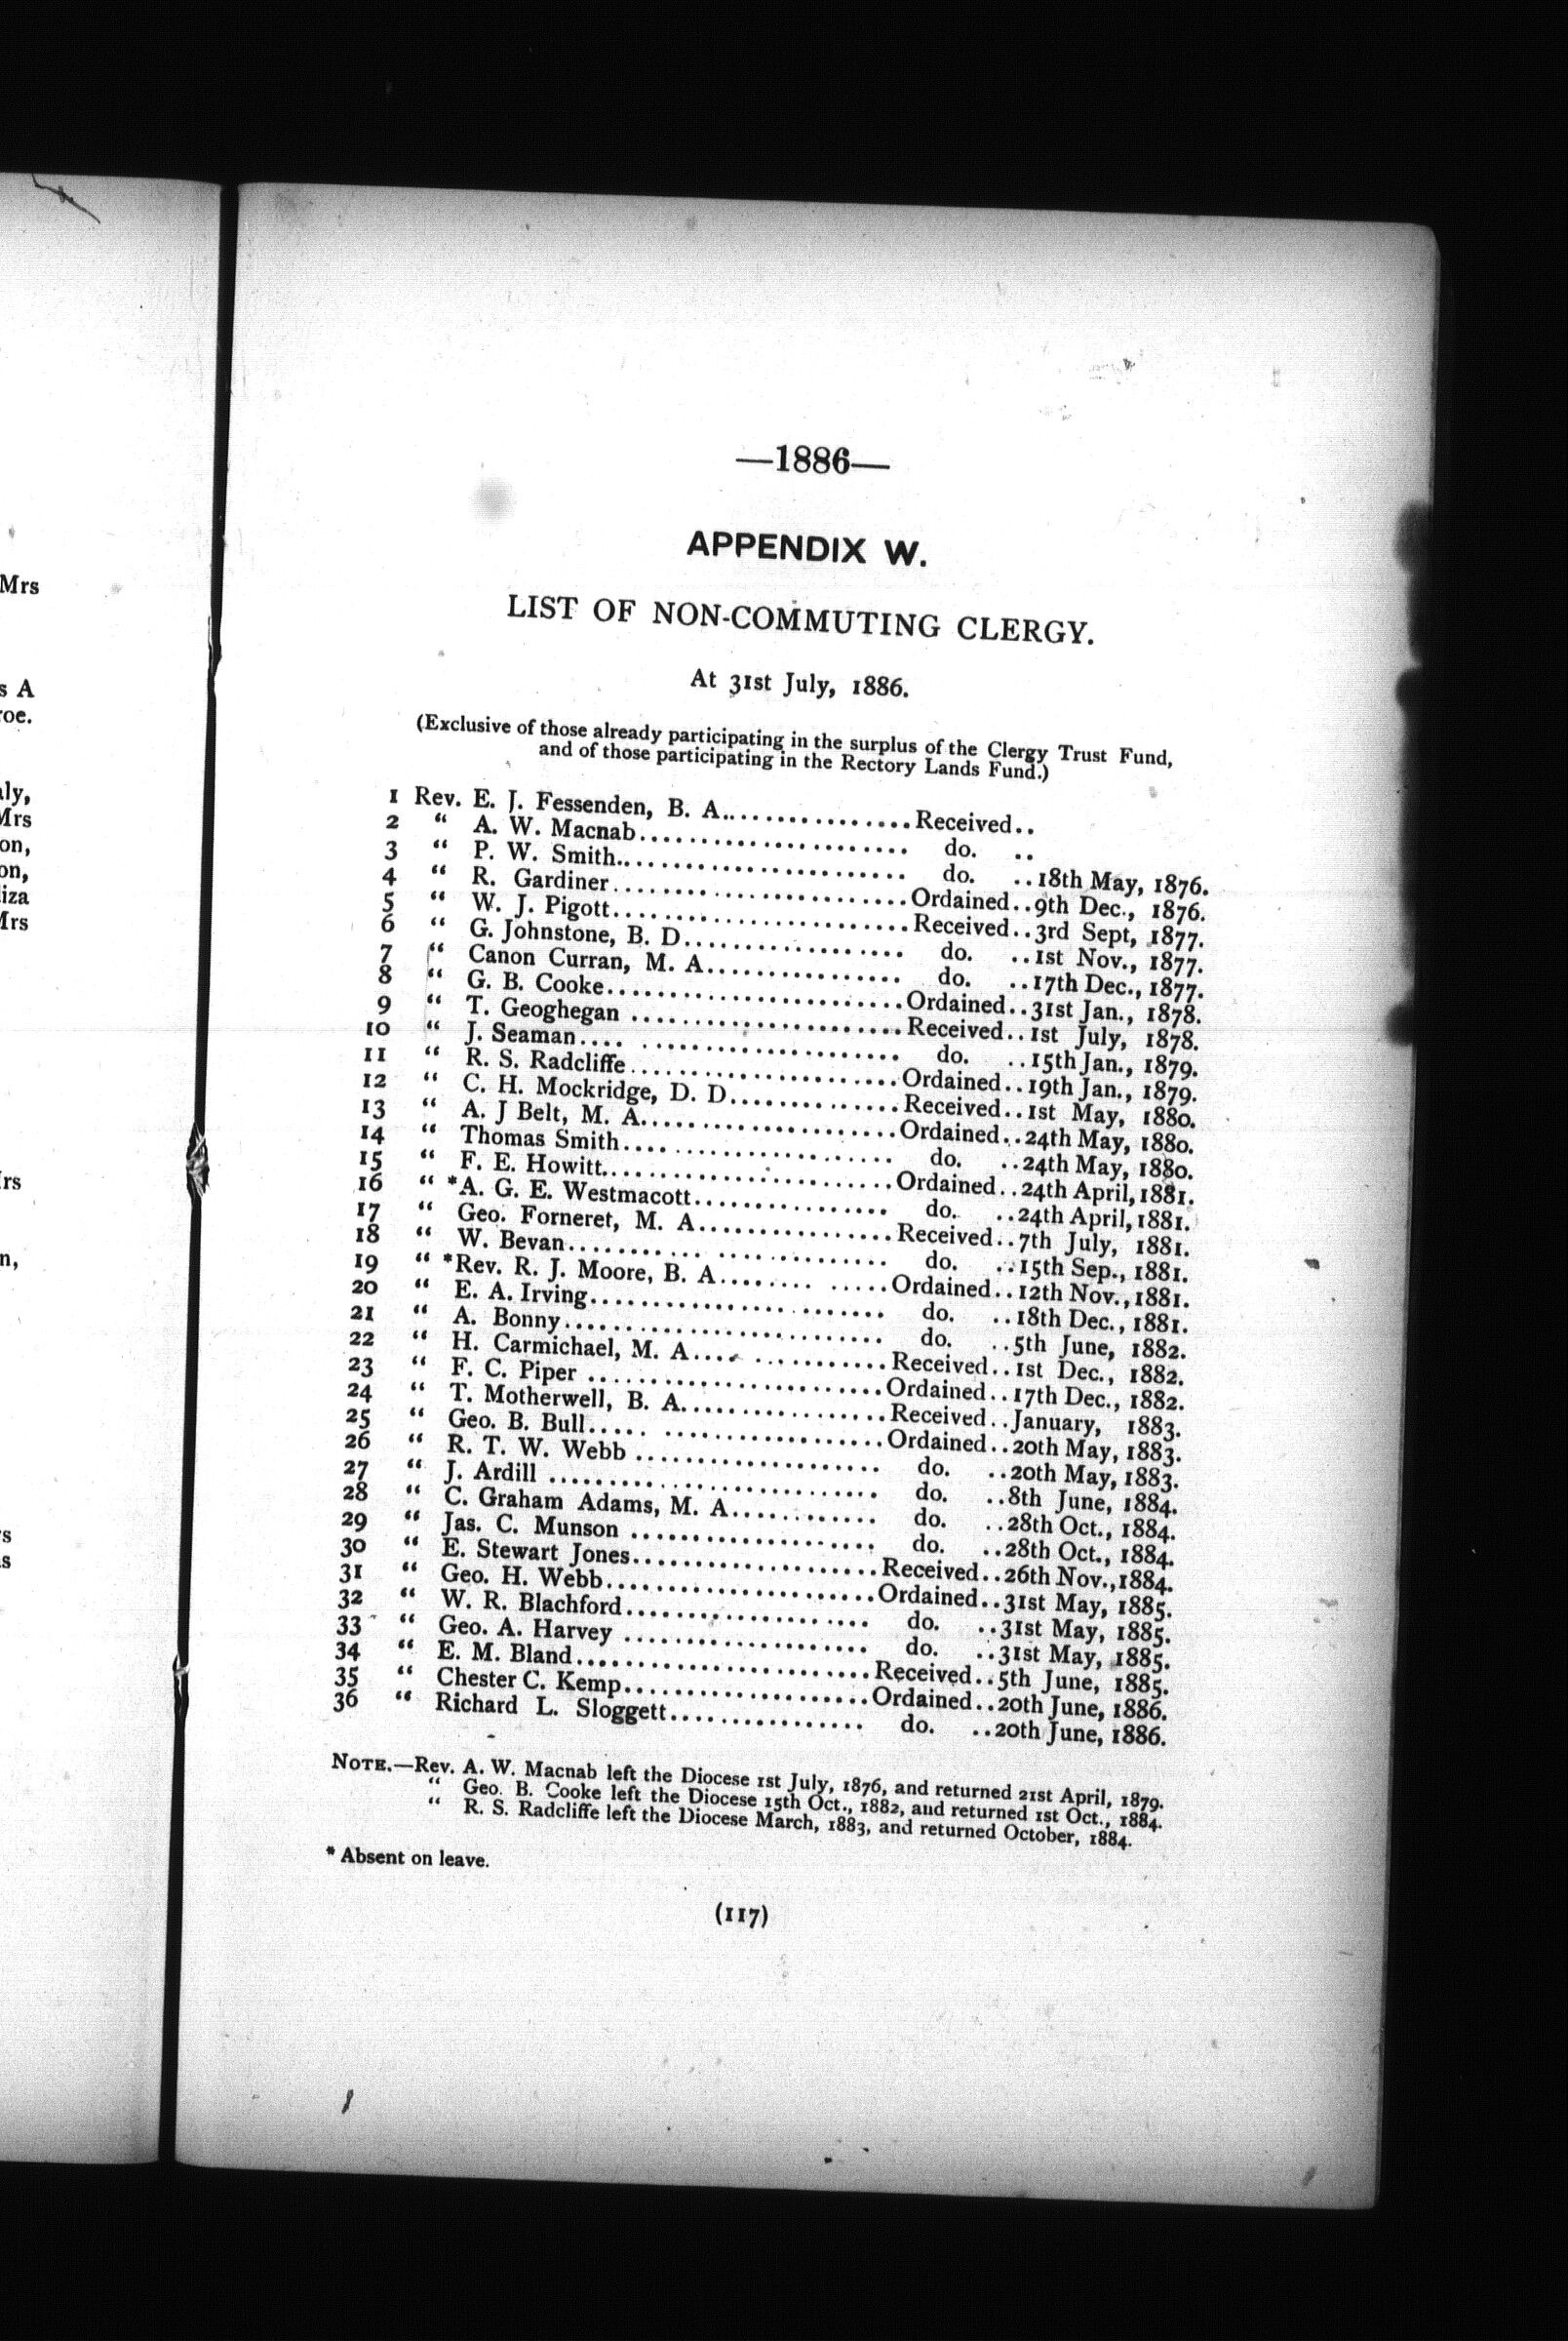 Mrs
s A
roe.
aly,
Mrs
on,
on,
liza
Mrs
rs
n,
rs
s
—1886—
APPENDIX W.
LIST OF NON-COMMUTING CLERGY.
At 31st July, 1886.
(Exclusive of those already participating in the surplus of the Clergy Trust Fund,
and of those participating in the Rectory Lands Fund.)
1 Rev. E. J. Fessenden, B. A................Received..
2 “ A. W. Macnab....................... do. ..
3 “ P. W. Smith......................... do. ..18th May, 1876.
4 “ R. Gardiner.........................Ordained..9th Dec., 1876.
5 “ W. J. Pigott.........................Received..3rd Sept, 1877.
6 “ G. Johnstone, B. D.................. do. ..1st Nov., 1877.
7 “ Canon Curran, M. A................ do. ..17th Dec., 1877.
8 “ G. B. Cooke.........................Ordained..31st Jan., 1878.
9 “ T. Geoghegan .......................Received..1st July, 1878.
10 “ J. Seaman.... ...................... do. ..15th Jan., 1879.
11 “ R. S. Radcliffe.......................Ordained..19th Jan., 1879.
12 “ C. H. Mockridge, D. D..............Received..1st May, 1880.
13 “ A. J Belt, M. A......................Ordained..24th May, 1880.
14 “ Thomas Smith....................... do. ..24th May, 1880.
15 “ F. E. Howitt.........................Ordained..24th April, 1881.
16 “ *A. G. E. Westmacott................. do. ..24th April, 1881.
17 “ Geo. Forneret, M. A.................Received..7th July, 1881.
18 “ W. Bevan........... ............... do. ..15th Sep., 1881.
19 “ *Rev. R. J. Moore, B. A......... .....Ordained..12th Nov., 1881.
20 “ E. A. Irving......................... do. ..18th Dec., 1881.
21 “ A. Bonny........................... do. ..5th June, 1882.
22 “ H. Carmichael, M. A.... ............Received..1st Dec., 1882.
23 “ F. C. Piper .........................Ordained..17th Dec., 1882.
24 “ T. Motherwell, B. A.................Received..January, 1883.
25 “ Geo. B. Bull..... ...................Ordained..20th May, 1883.
26 “ R. T. W. Webb ..................... do. ..20th May, 1883.
27 “ J. Ardill ............................ do. ..8th June, 1884.
28 “ C. Graham Adams, M. A............ do. ..28th Oct., 1884.
29 “ Jas. C. Munson ..................... do. ..28th Oct., 1884.
30 “ E. Stewart Jones.....................Received..26th Nov., 1884.
31 “ Geo. H. Webb.......................Ordained..31st May, 1885.
32 “ W. R. Blachford..................... do. ..31st May, 1885.
33 “ Geo. A. Harvey ..................... do. ..31st May, 1885.
34 “ E. M. Bland.........................Received..5th June, 1885.
35 “ Chester C. Kemp.....................Ordained..20th June, 1886.
36 “ Richard L. Sloggett................. do. ..20th June, 1886.
NOTE.—Rev. A. W. Macnab left the Diocese 1st July, 1876, and returned 21st April, 1879.
“ Geo. B. Cooke left the Diocese 15th Oct., 1882, and returned 1st Oct., 1884.
“ R. S. Radcliffe left the Diocese March, 1883, and returned October, 1884.
* Absent on leave.
(117)